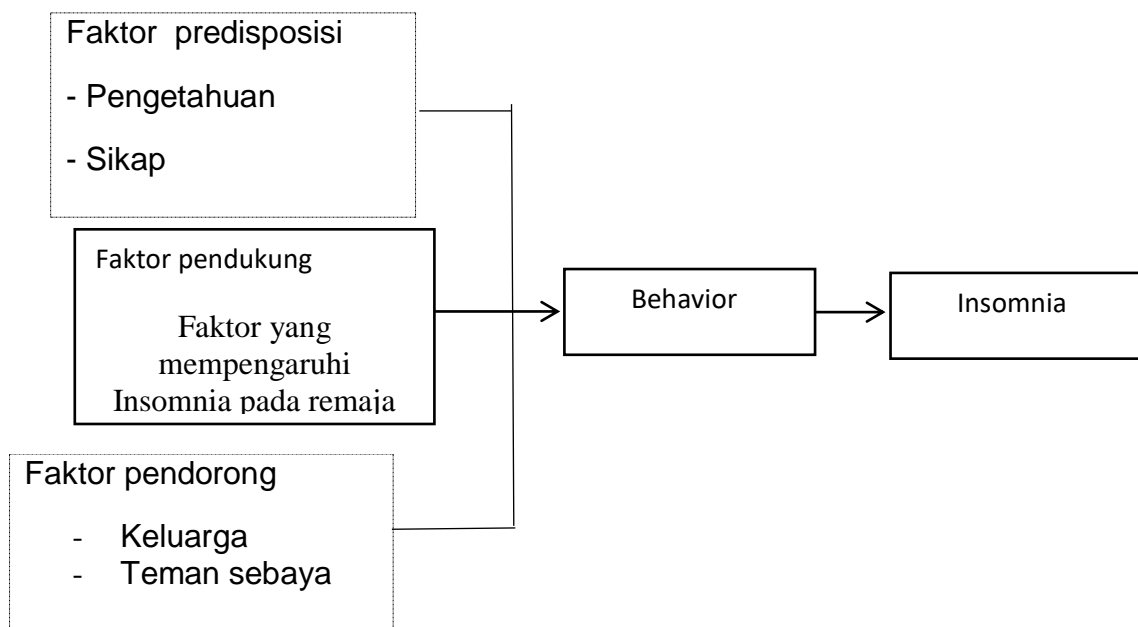 Faktor predisposisi
- Pengetahuan
- Sikap
Faktor pendukung
Faktor yang
mempengaruhi
Insomnia pada remaja
Faktor pendorong
- Keluarga
- Teman sebaya
Behavior
Insomnia